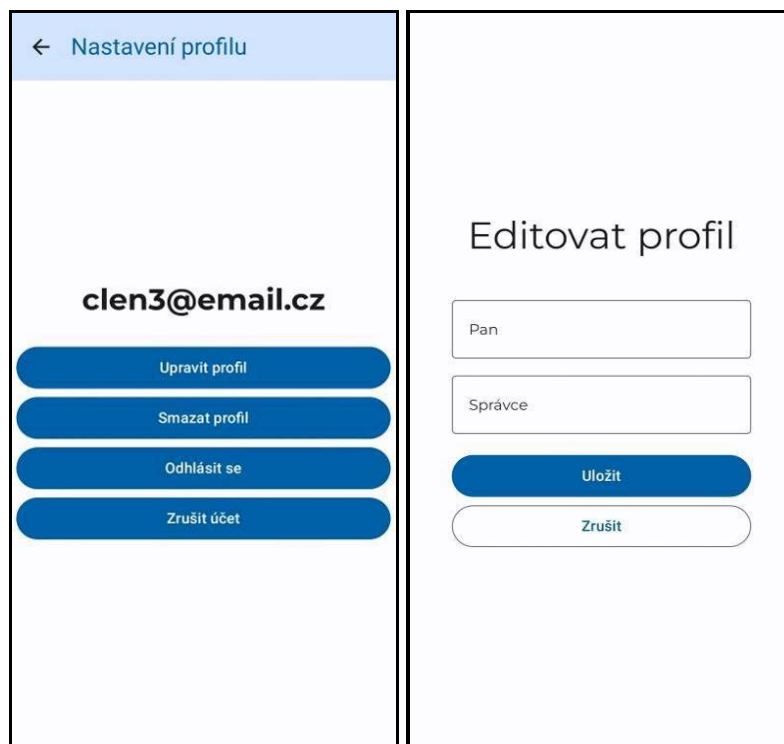 Nastavení profilu
clen3@email.cz
Upravit profil
Smazat profil
Odhlásit se
Zrušit účet
Editovat profil
Pan
Správce
Uložit
Zrušit